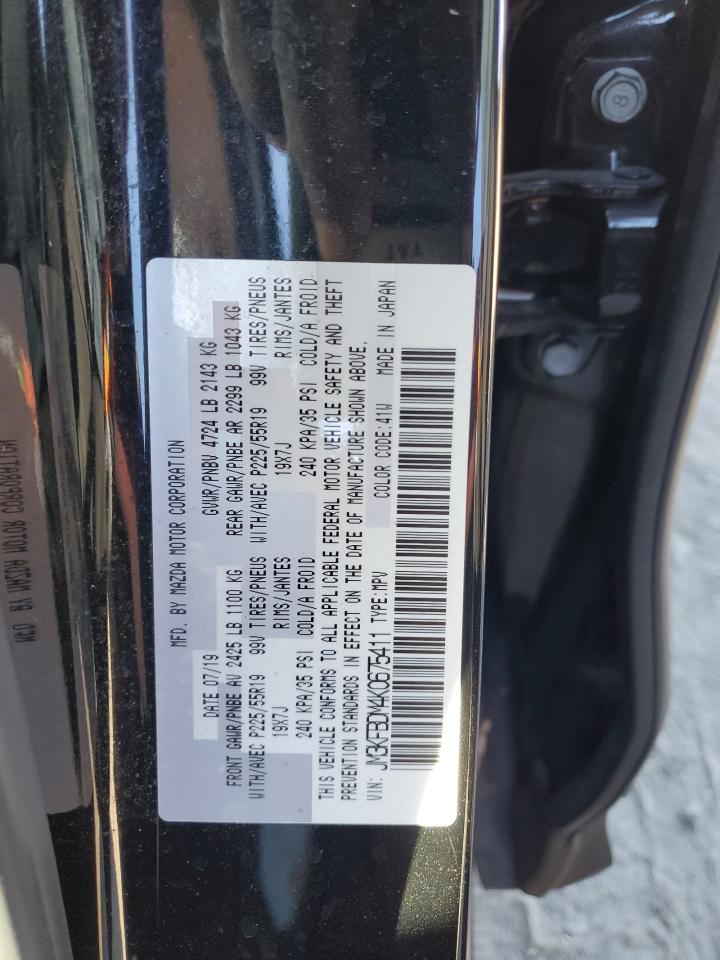 MFD. BY MAZDA MOTOR CORPORATION
DATE 07/19 GVWR/PNBV 4724 LB 2143 KG
FRONT GAWR/PNBE AV 2425 LB 1100 KG REAR GAWR/PNBE AR 2299 LB 1043 KG
WITH/AVEC P225/55R19 99V TIRES/PNEUS WITH/AVEC P225/55R19 99V TIRES/PNEUS
19X7J RIMS/JANTES 19X7J RIMS/JANTES
240 KPA/35 PSI COLD/A FROID 240 KPA/35 PSI COLD/A FROID
THIS VEHICLE CONFORMS TO ALL APPLICABLE FEDERAL MOTOR VEHICLE SAFETY AND THEFT
PREVENTION STANDARDS IN EFFECT ON THE DATE OF MANUFACTURE SHOWN ABOVE.
VIN: JM3KFBDM4K0675411 TYPE:MPV COLOR CODE:41W MADE IN JAPAN
8